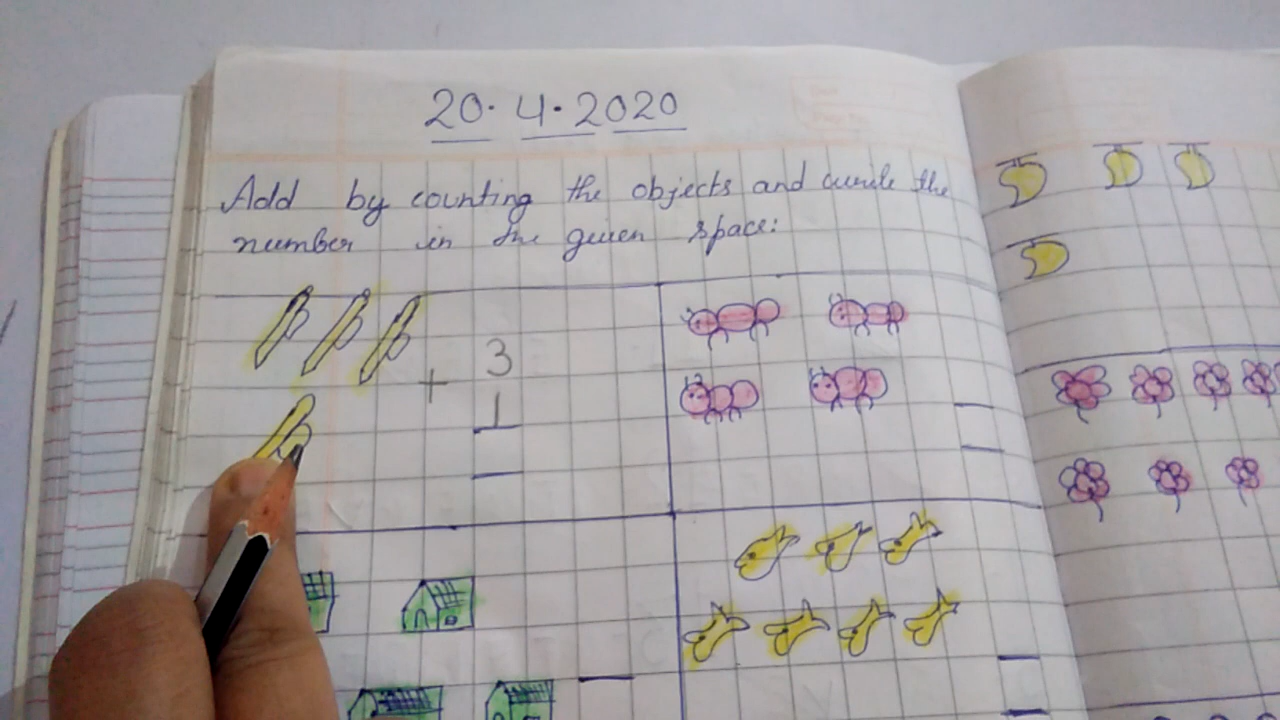 20. 4. 2020
Add by counting the objects and write the
number in the given space:
3
+ 1